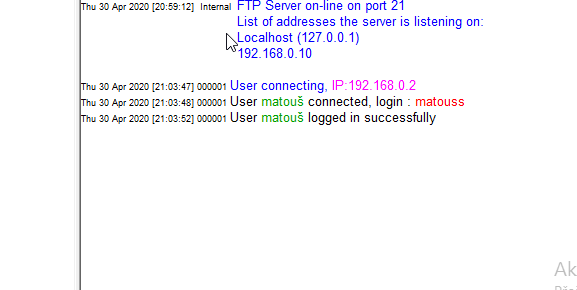 Thu 30 Apr 2020 [20:59:12] Internal FTP Server on-line on port 21
List of addresses the server is listening on:
Localhost (127.0.0.1)
192.168.0.10
Thu 30 Apr 2020 [21:03:47] 000001 User connecting, IP:192.168.0.2
Thu 30 Apr 2020 [21:03:48] 000001 User matouš connected, login : matouss
Thu 30 Apr 2020 [21:03:52] 000001 User matouš logged in successfully
Ak